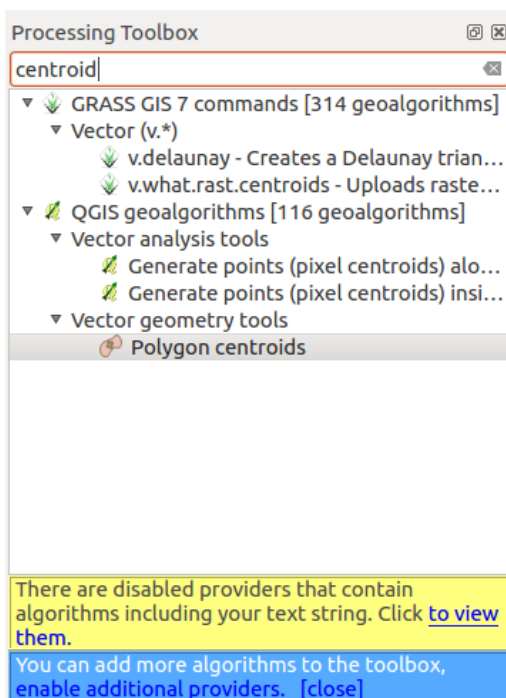 Processing Toolbox
centroid
GRASS GIS 7 commands [314 geoalgorithms]
Vector (v.*)
v.delaunay - Creates a Delaunay trian...
v.what.rast.centroids - Uploads raste...
QGIS geoalgorithms [116 geoalgorithms]
Vector analysis tools
Generate points (pixel centroids) alo...
Generate points (pixel centroids) insi...
Vector geometry tools
Polygon centroids
There are disabled providers that contain
algorithms including your text string. Click to view
them.
You can add more algorithms to the toolbox,
enable additional providers. [close]